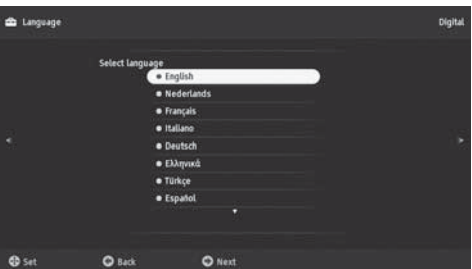 Language
Digital
Select language
English
Nederlands
Français
Italiano
Deutsch
Ελληνικά
Türkçe
Español
Set
Back
Next